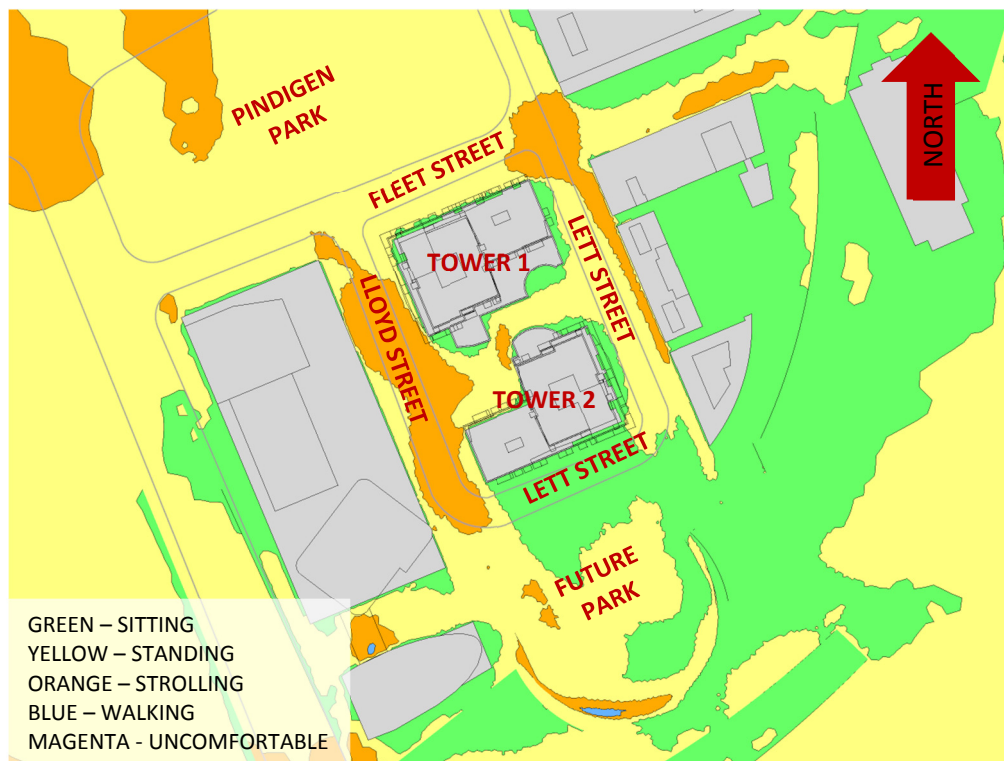 PINDIGEN
PARK
NORTH
FLEET STREET
TOWER 1
LETT STREET
LLOYD STREET
TOWER 2
LETT STREET
FUTURE
PARK
GREEN – SITTING
YELLOW – STANDING
ORANGE – STROLLING
BLUE – WALKING
MAGENTA - UNCOMFORTABLE